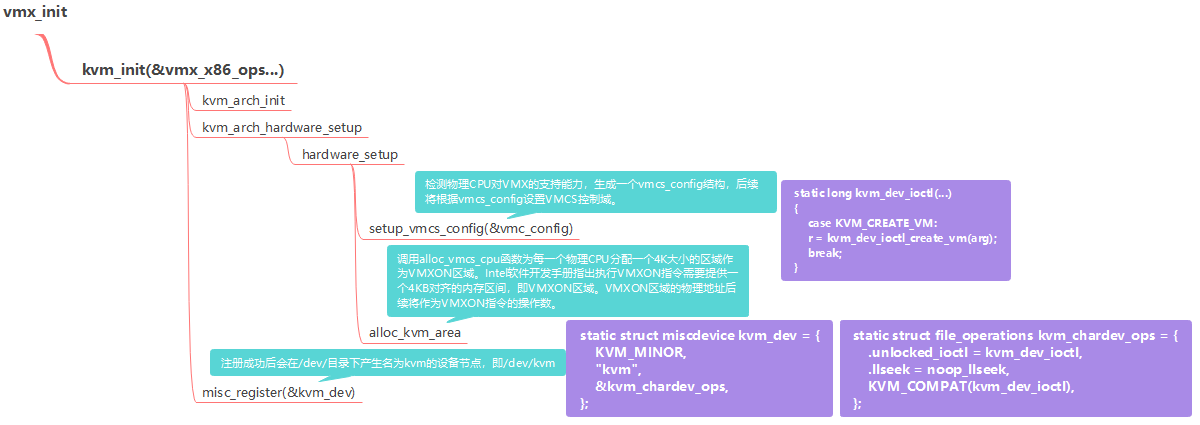 vmx_init
kvm_init(&vmx_x86_ops...)
kvm_arch_init
kvm_arch_hardware_setup
hardware_setup
检测物理CPU对VMX的支持能力，生成一个vmcs_config结构，后续
将根据vmcs_config设置VMCS控制域。
setup_vmcs_config(&vmc_config)
static long kvm_dev_ioctl(...)
{
case KVM_CREATE_VM:
r = kvm_dev_ioctl_create_vm(arg);
break;
}
调用alloc_vmcs_cpu函数为每一个物理CPU分配一个4K大小的区域作
为VMXON区域。Intel软件开发手册指出执行VMXON指令需要提供一
个4KB对齐的内存区间，即VMXON区域。VMXON区域的物理地址后
续将作为VMXON指令的操作数。
alloc_kvm_area
注册成功后会在/dev/目录下产生名为kvm的设备节点，即/dev/kvm
misc_register(&kvm_dev)
static struct miscdevice kvm_dev = {
KVM_MINOR,
"kvm",
&kvm_chardev_ops,
};
static struct file_operations kvm_chardev_ops = {
.unlocked_ioctl = kvm_dev_ioctl,
.llseek = noop_llseek,
KVM_COMPAT(kvm_dev_ioctl),
};